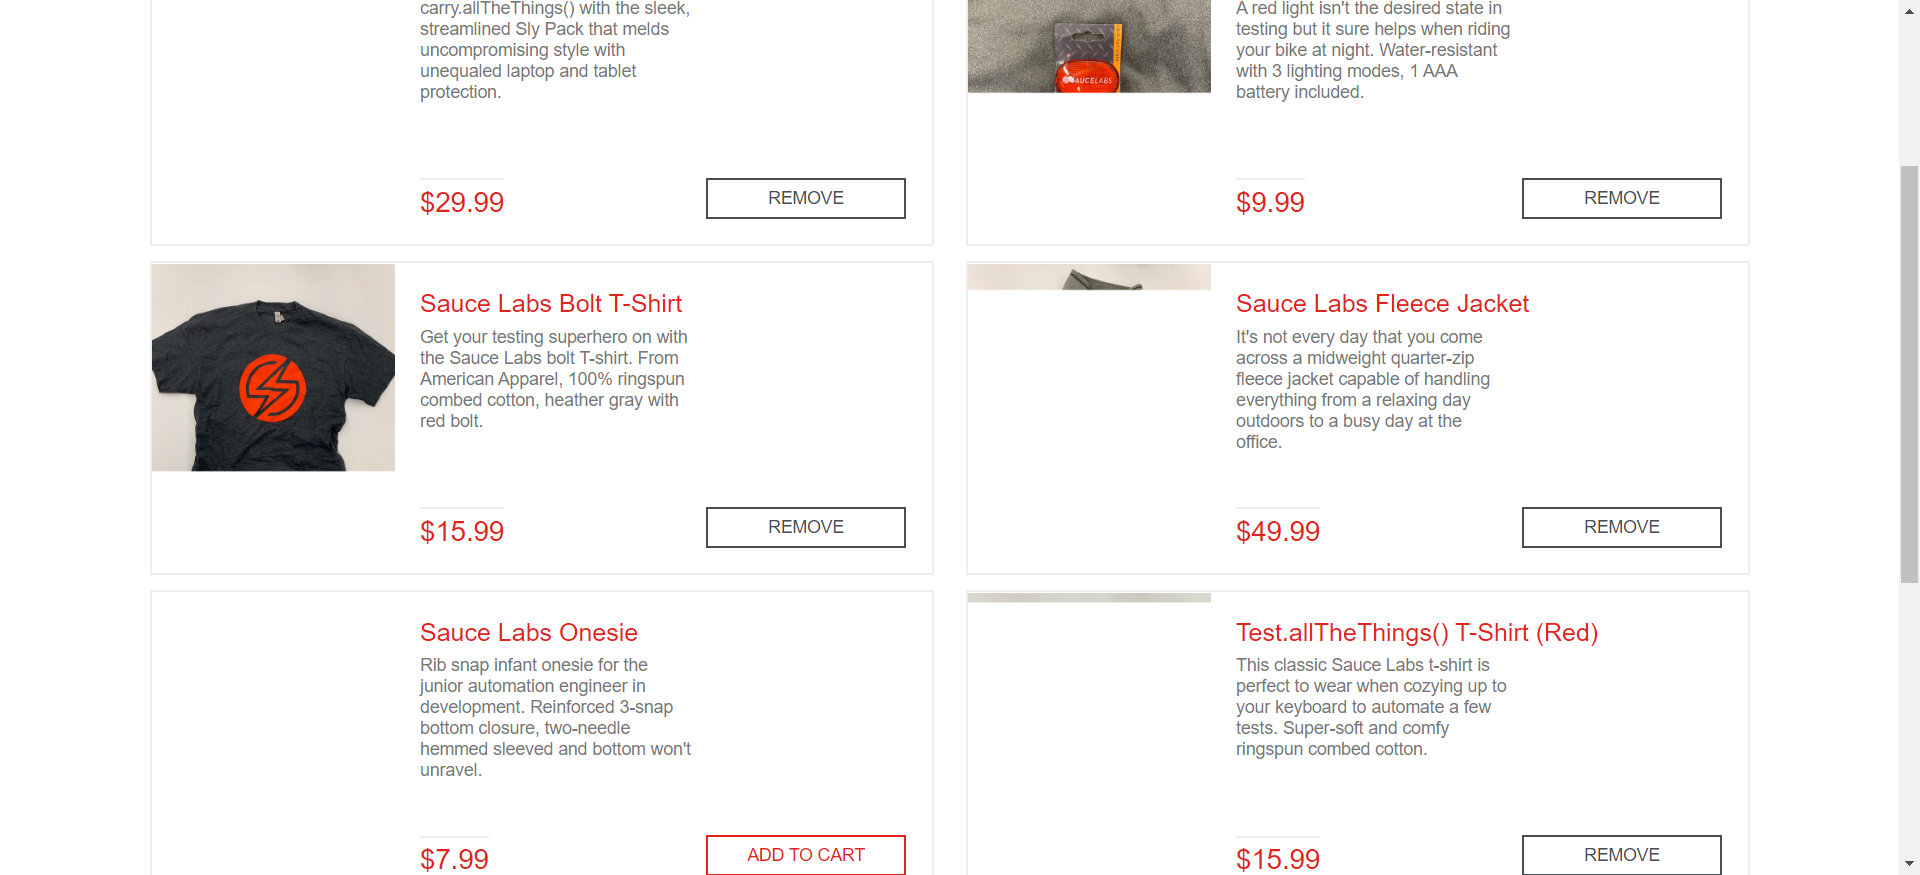 carry.allTheThings() with the sleek,
streamlined Sly Pack that melds
uncompromising style with
unequaled laptop and tablet
protection.
$29.99
REMOVE
SAUCELABS
A red light isn't the desired state in
testing but it sure helps when riding
your bike at night. Water-resistant
with 3 lighting modes, 1 AAA
battery included.
$9.99
REMOVE
Sauce Labs Bolt T-Shirt
Get your testing superhero on with
the Sauce Labs bolt T-shirt. From
American Apparel, 100% ringspun
combed cotton, heather gray with
red bolt.
$15.99
REMOVE
Sauce Labs Fleece Jacket
It's not every day that you come
across a midweight quarter-zip
fleece jacket capable of handling
everything from a relaxing day
outdoors to a busy day at the
office.
$49.99
REMOVE
Sauce Labs Onesie
Rib snap infant onesie for the
junior automation engineer in
development. Reinforced 3-snap
bottom closure, two-needle
hemmed sleeved and bottom won't
unravel.
$7.99
ADD TO CART
Test.allTheThings() T-Shirt (Red)
This classic Sauce Labs t-shirt is
perfect to wear when cozying up to
your keyboard to automate a few
tests. Super-soft and comfy
ringspun combed cotton.
$15.99
REMOVE